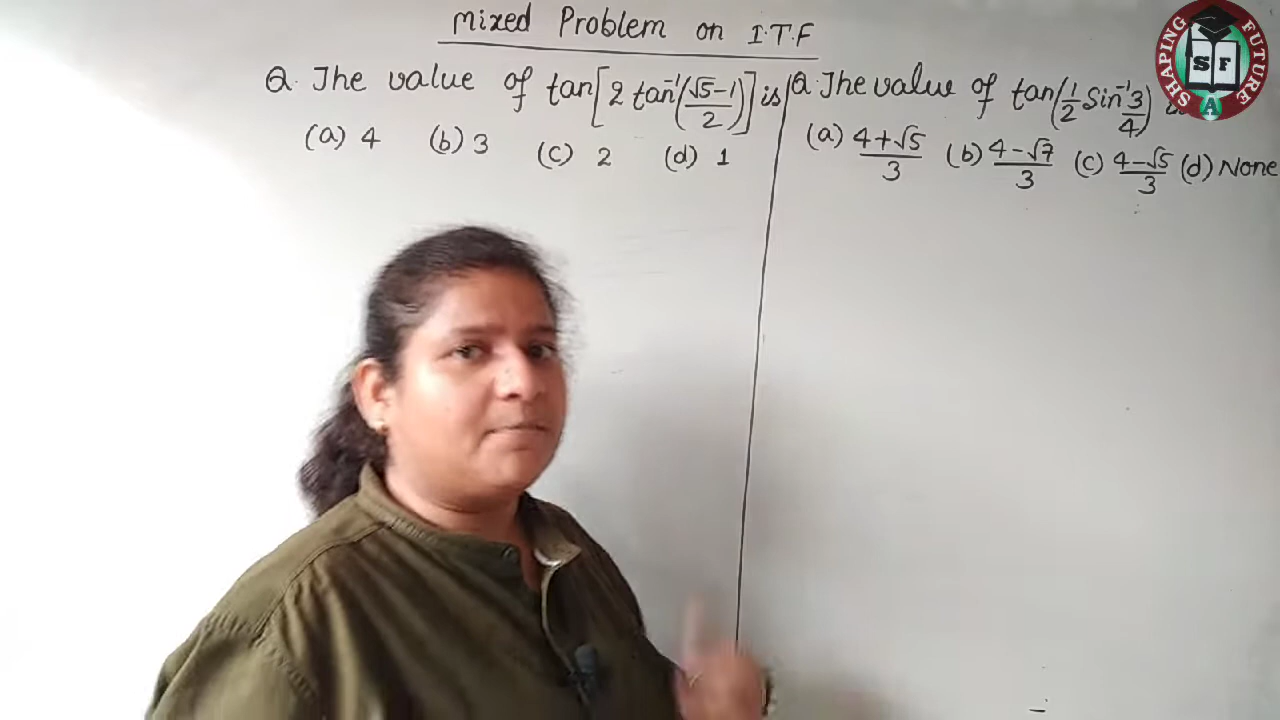 Mixed Problem on I.T.F
Q. The value of tan[2 tan⁻¹(√5-1/2)] is
(a) 4 (b) 3 (c) 2 (d) 1
Q. The value of tan(1/2 Sin⁻¹ 3/4)
(a) 4+√5/3 (b) 4-√7/3 (c) 4-√5/3 (d) None
SHAPING FUTURE
S F
A